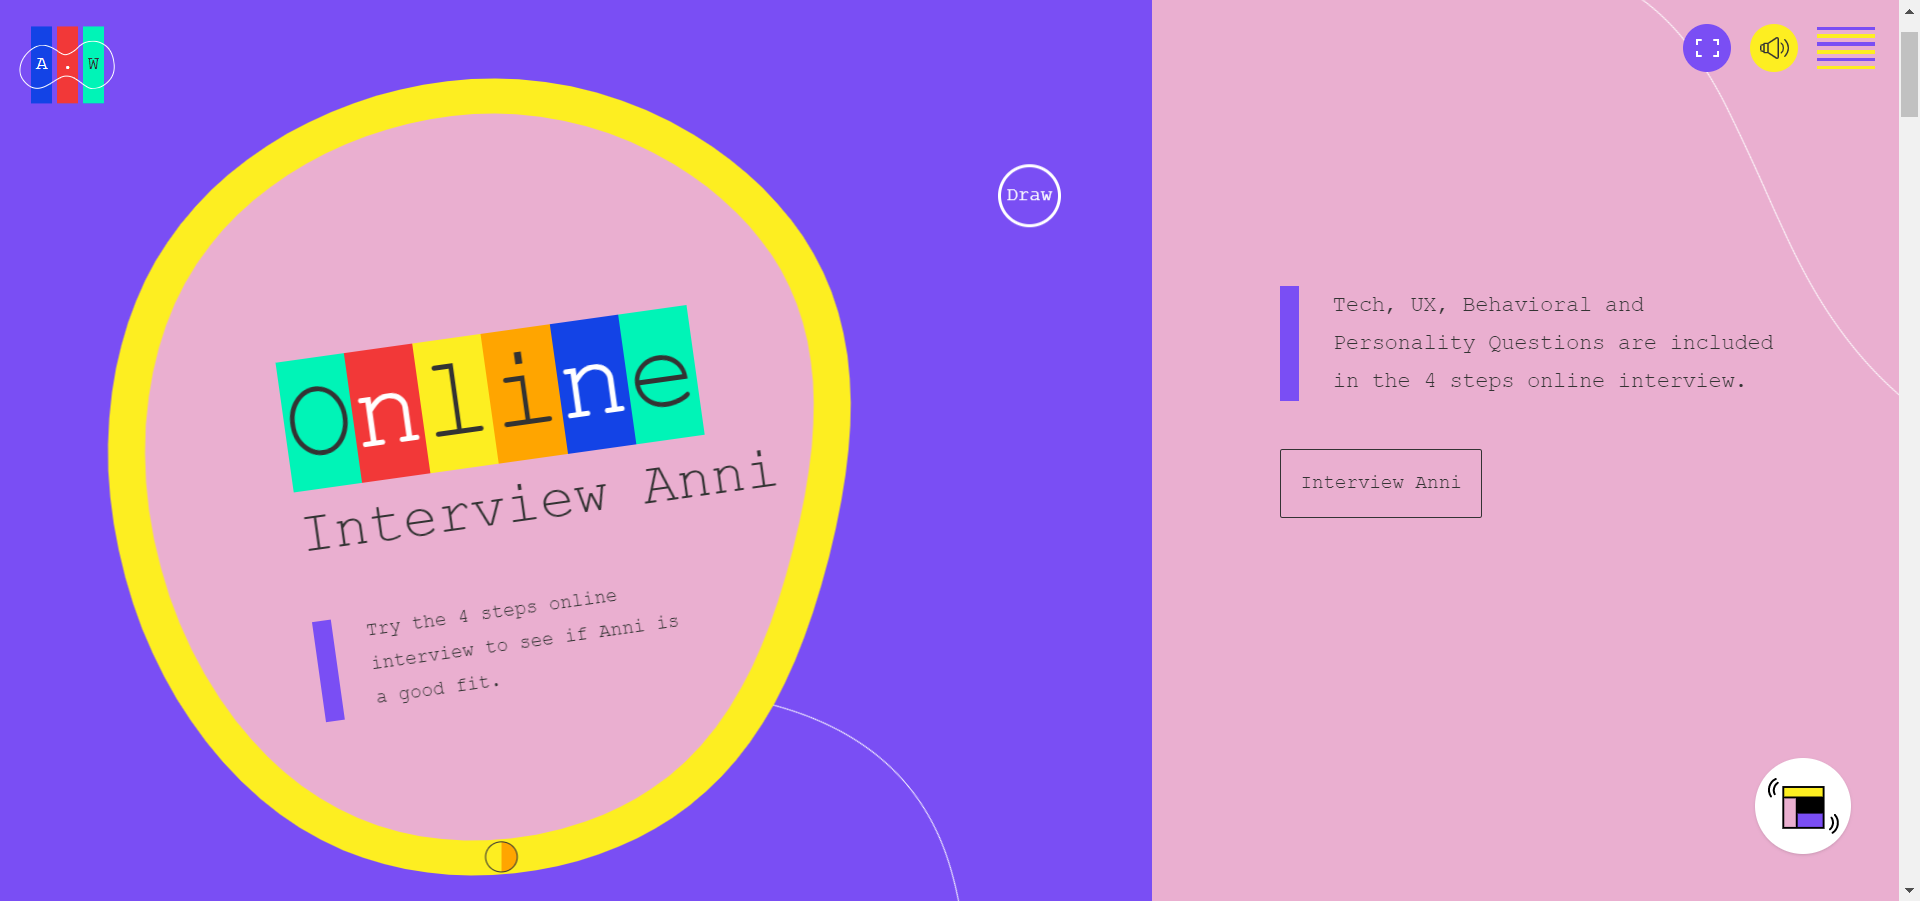 A . W
Draw
Online
Interview Anni
Try the 4 steps online
interview to see if Anni is
a good fit.
Tech, UX, Behavioral and
Personality Questions are included
in the 4 steps online interview.
Interview Anni